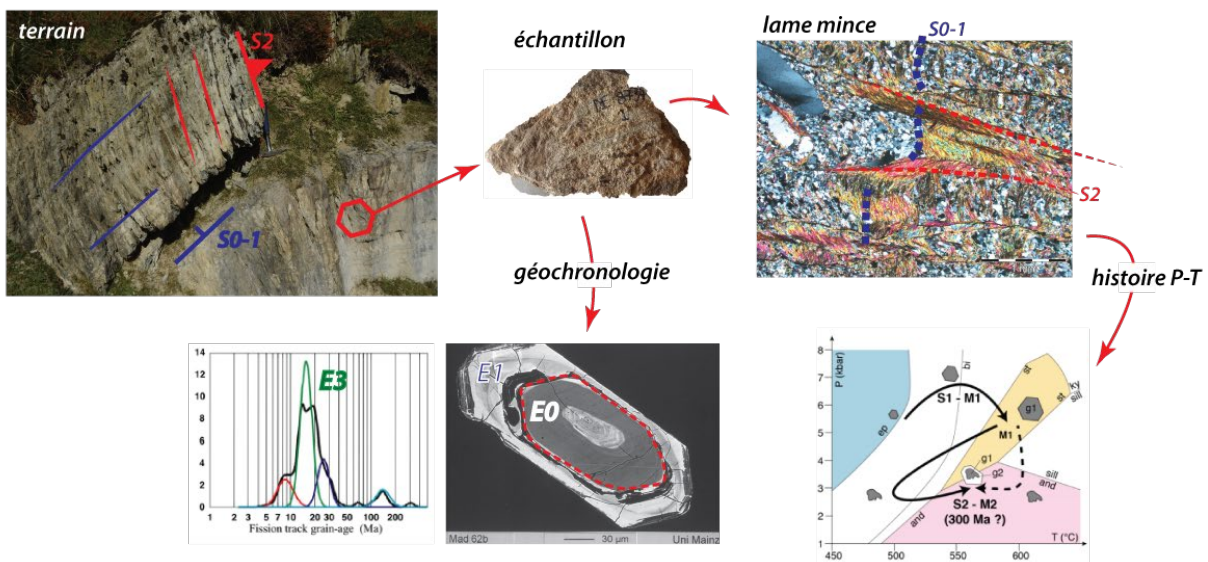 terrain
S2
S0-1
échantillon
lame mince
S0-1
S2
géochronologie
histoire P-T
14
12
10
8
6
4
2
0
E3
1 2 3 5 7 10 20 30 50 100 200
Fission track grain-age (Ma)
E1
E0
Mad 62b
30 µm
Uni Mainz
P (kbar)
8
7
6
5
4
3
2
1
bi
st
st
ky
sill
S1 - M1
g1
ep
M1
g1
g2
sill
and
and
S2 - M2
(300 Ma ?)
T (°C)
450 500 550 600